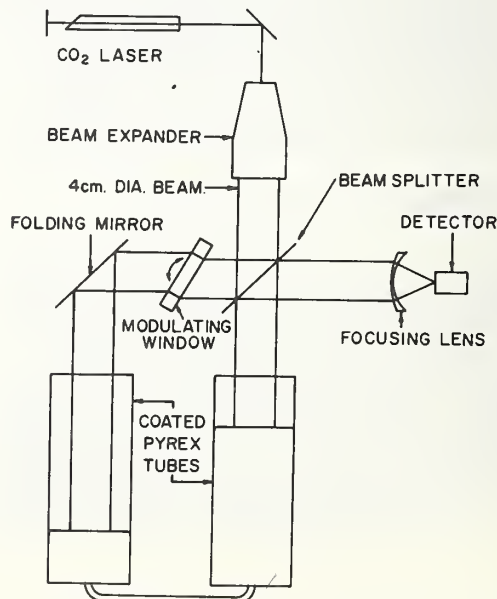 CO₂ LASER
BEAM EXPANDER
4cm. DIA. BEAM.
BEAM SPLITTER
FOLDING MIRROR
DETECTOR
MODULATING
WINDOW
FOCUSING LENS
COATED
PYREX
TUBES